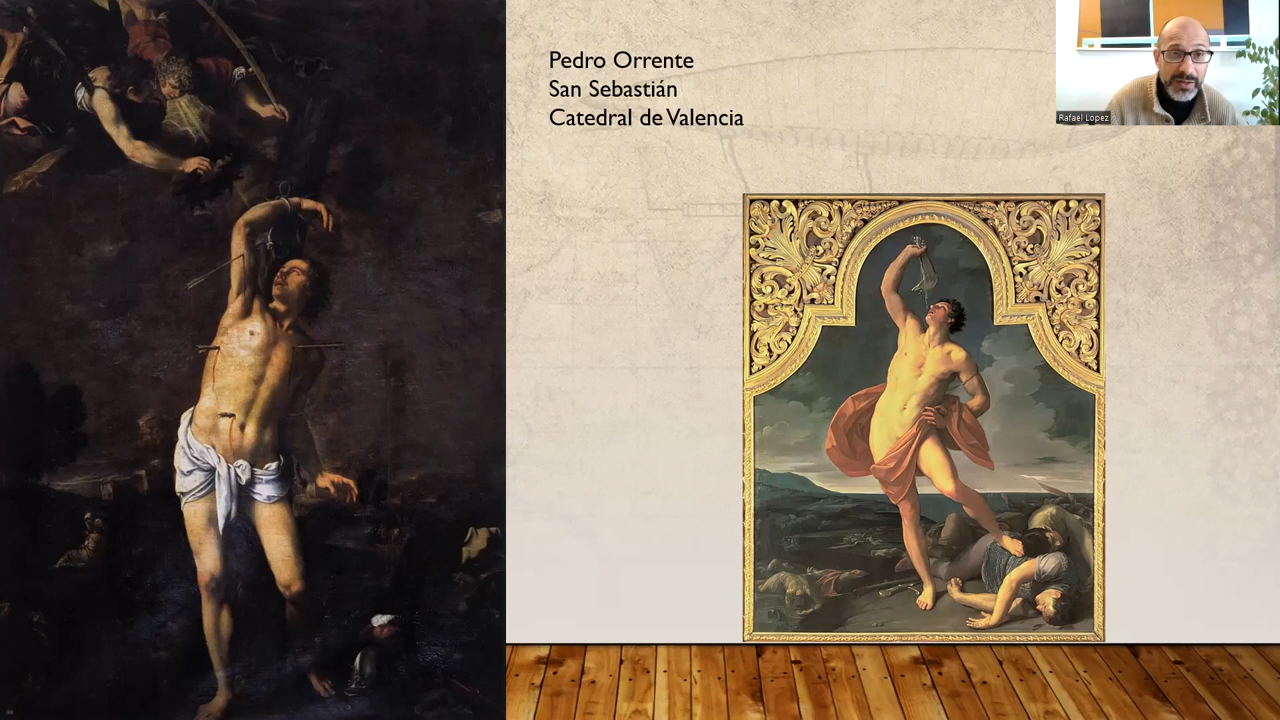 Pedro Orrente
San Sebastián
Catedral de Valencia
Rafael Lopez